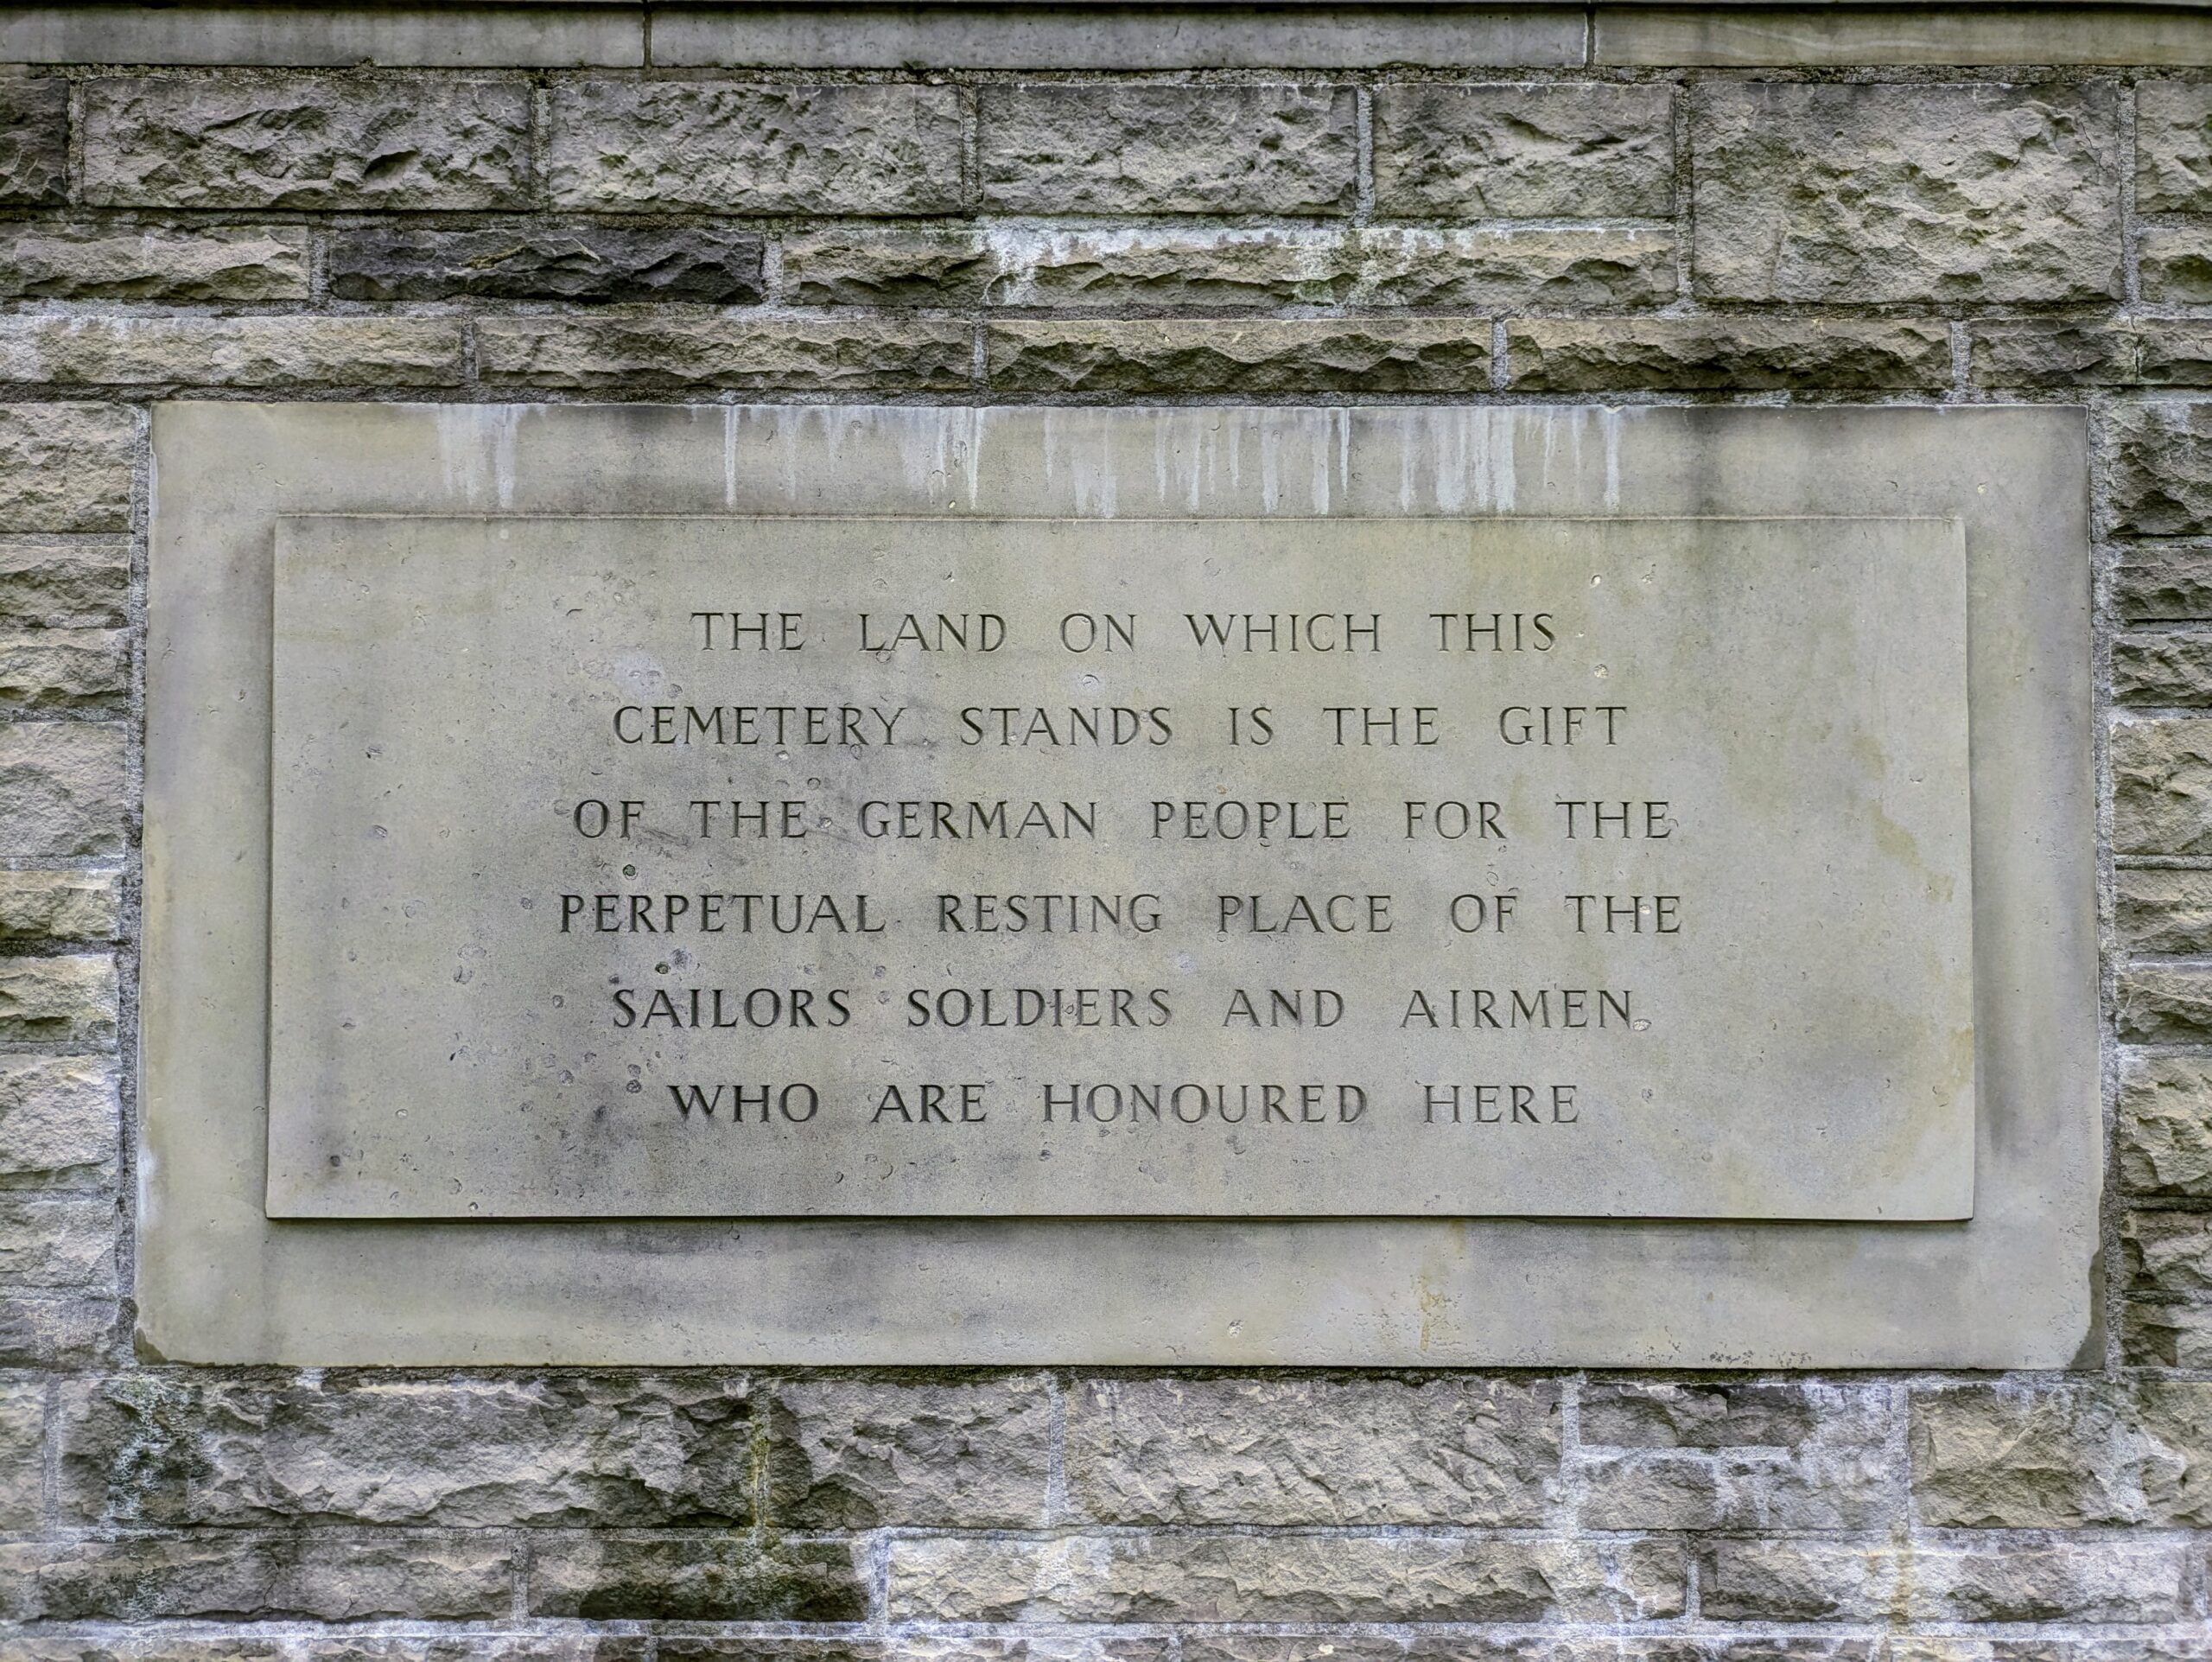 THE LAND ON WHICH THIS
CEMETERY STANDS IS THE GIFT
OF THE GERMAN PEOPLE FOR THE
PERPETUAL RESTING PLACE OF THE
SAILORS SOLDIERS AND AIRMEN
WHO ARE HONOURED HERE